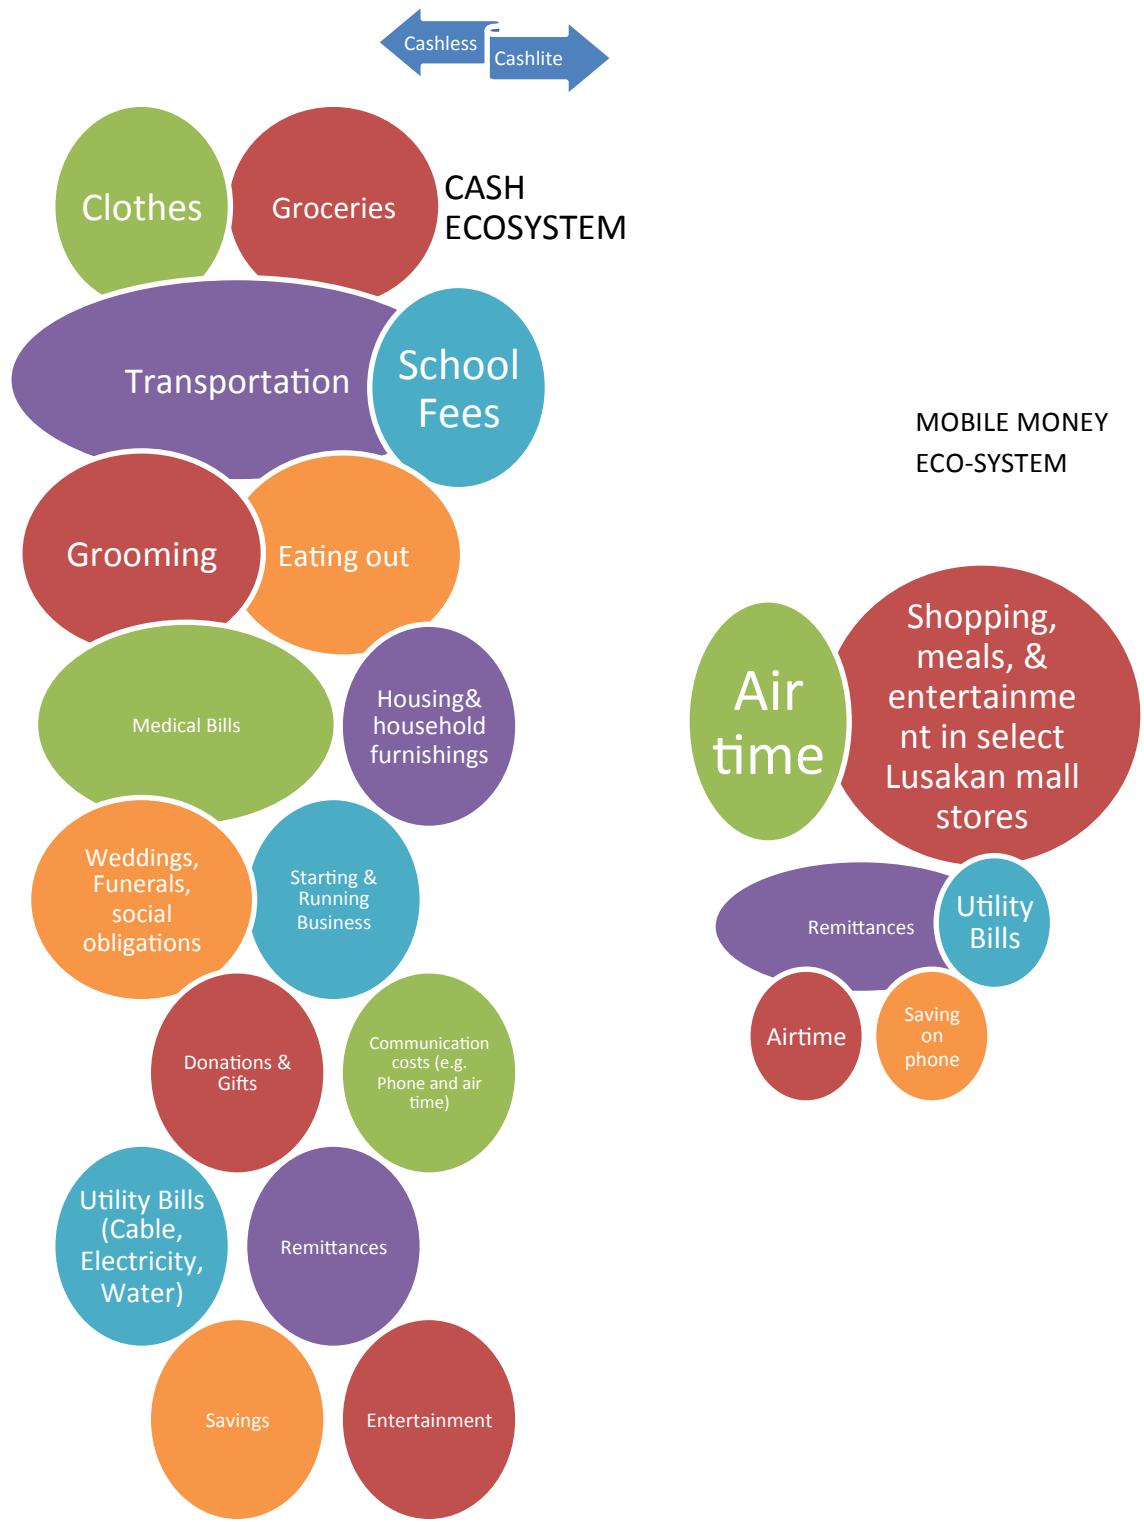 Cashless
Cashlite
Clothes
Groceries
CASH
ECOSYSTEM
Transportation
School
Fees
MOBILE MONEY
ECO-SYSTEM
Grooming
Eating out
Medical Bills
Housing&
household
furnishings
Air
time
Shopping,
meals, &
entertainme
nt in select
Lusakan mall
stores
Weddings,
Funerals,
social
obligations
Starting &
Running
Business
Remittances
Utility
Bills
Donations &
Gifts
Communication
costs (e.g.
Phone and air
time)
Airtime
Saving
on
phone
Utility Bills
(Cable,
Electricity,
Water)
Remittances
Savings
Entertainment